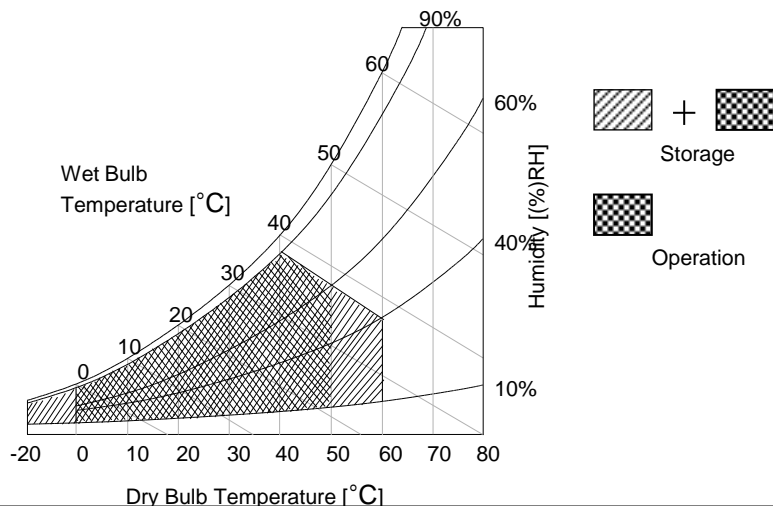 90%
60
60%
50
Wet Bulb
Temperature [°C]
40
40%
30
20
10
0
10%
Humidity [(%)RH]
-20 0 10 20 30 40 50 60 70 80
Dry Bulb Temperature [°C]
+
Storage
Operation